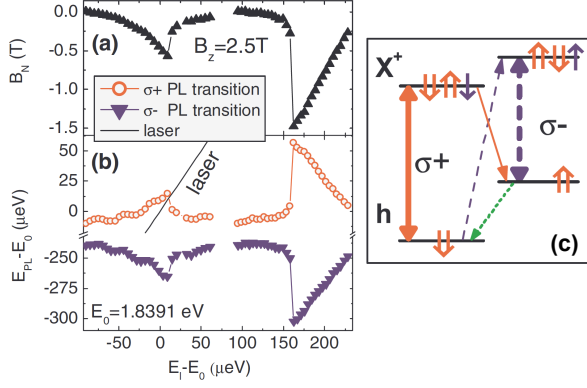 0.0
-0.5
-1.0
-1.5
B_N (T)
(a)
B_z=2.5T
σ+ PL transition
σ- PL transition
laser
(b)
laser
50
0
-250
-300
E_PL-E_0 (μeV)
E_0=1.8391 eV
-50 0 50 100 150 200
E_l-E_0 (μeV)
X^+
⇓⇑↓
⇑⇓↑
σ+
σ-
h
⇓
⇑
(c)